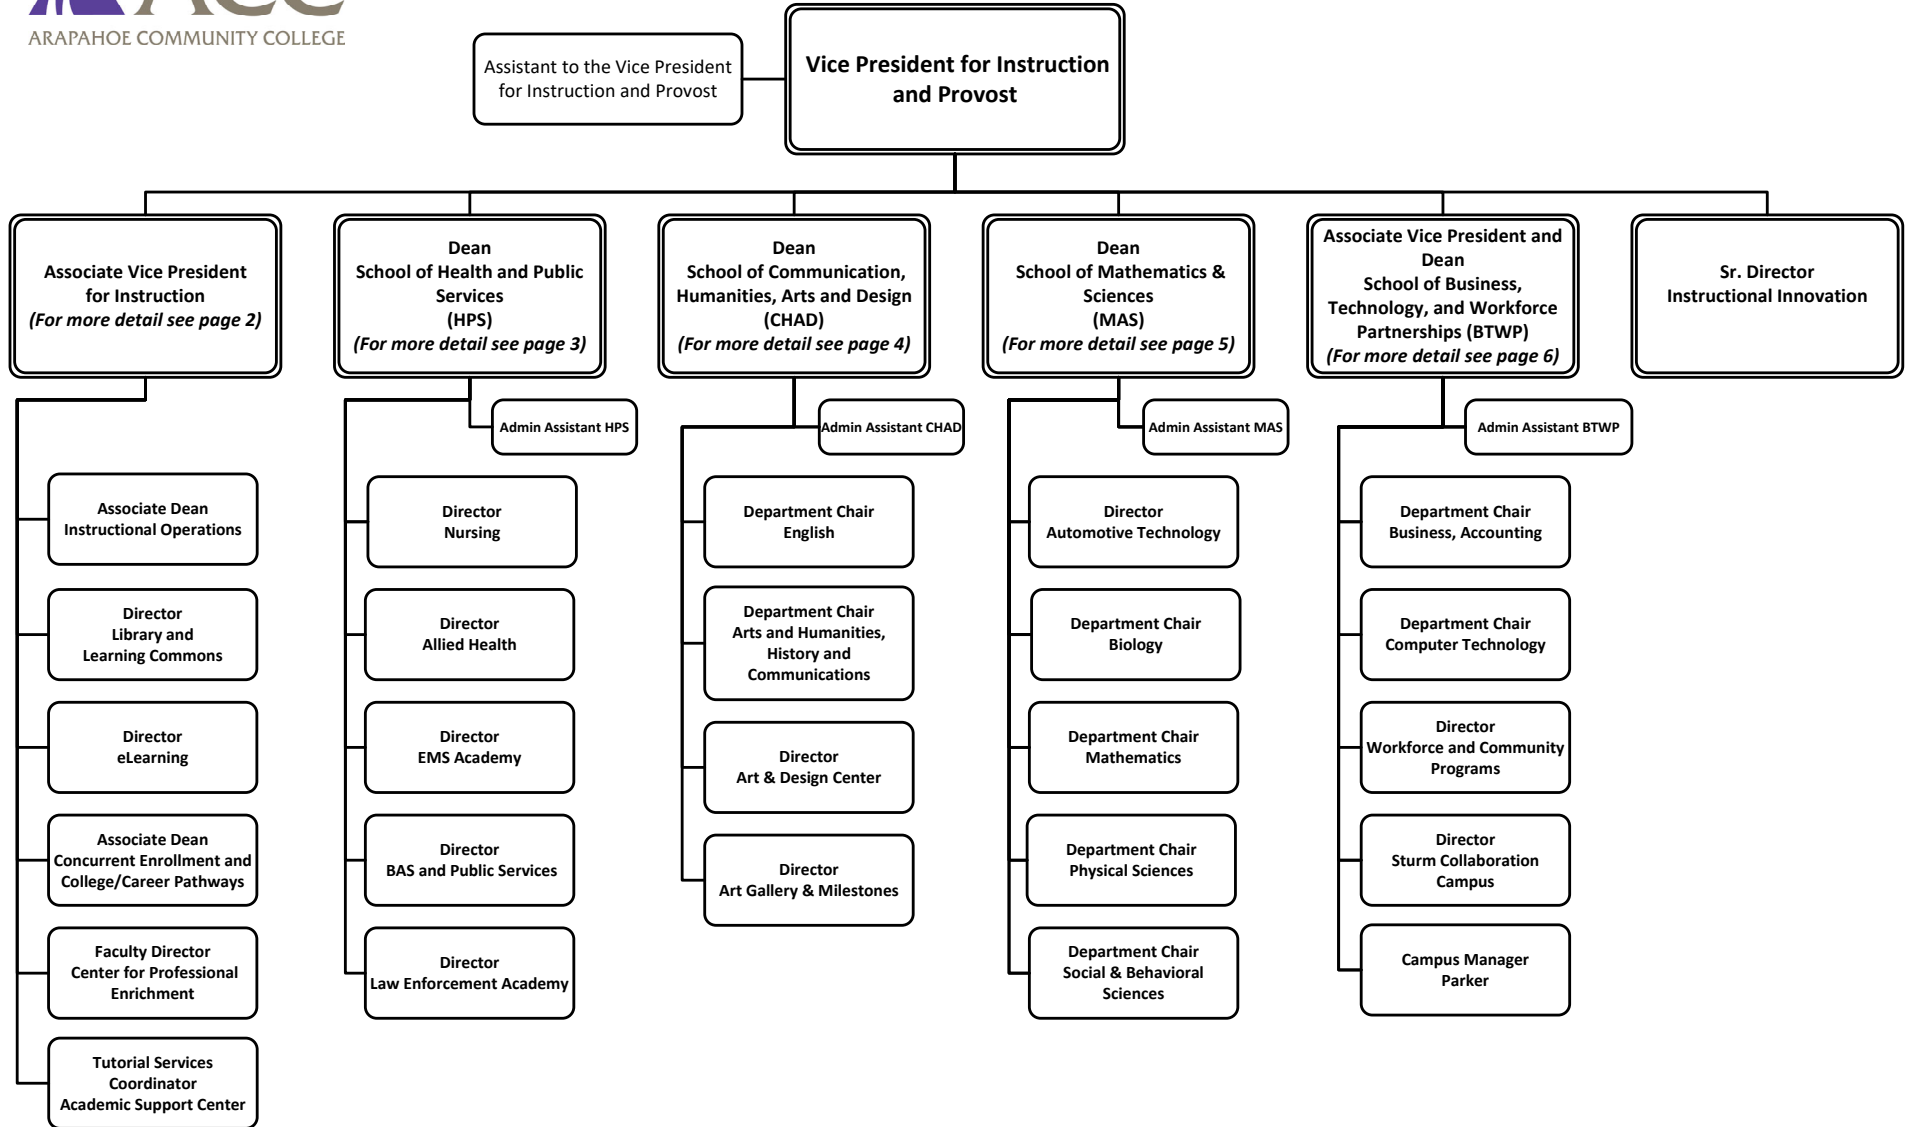 ACC
ARAPAHOE COMMUNITY COLLEGE
Assistant to the Vice President
for Instruction and Provost
Vice President for Instruction
and Provost
Associate Vice President
for Instruction
(For more detail see page 2)
Dean
School of Health and Public
Services
(HPS)
(For more detail see page 3)
Dean
School of Communication,
Humanities, Arts and Design
(CHAD)
(For more detail see page 4)
Dean
School of Mathematics &
Sciences
(MAS)
(For more detail see page 5)
Associate Vice President and
Dean
School of Business,
Technology, and Workforce
Partnerships (BTWP)
(For more detail see page 6)
Sr. Director
Instructional Innovation
Associate Dean
Instructional Operations
Director
Library and
Learning Commons
Director
eLearning
Associate Dean
Concurrent Enrollment and
College/Career Pathways
Faculty Director
Center for Professional
Enrichment
Tutorial Services
Coordinator
Academic Support Center
Admin Assistant HPS
Director
Nursing
Director
Allied Health
Director
EMS Academy
Director
BAS and Public Services
Director
Law Enforcement Academy
Admin Assistant CHAD
Department Chair
English
Department Chair
Arts and Humanities,
History and
Communications
Director
Art & Design Center
Director
Art Gallery & Milestones
Admin Assistant MAS
Director
Automotive Technology
Department Chair
Biology
Department Chair
Mathematics
Department Chair
Physical Sciences
Department Chair
Social & Behavioral
Sciences
Admin Assistant BTWP
Department Chair
Business, Accounting
Department Chair
Computer Technology
Director
Workforce and Community
Programs
Director
Sturm Collaboration
Campus
Campus Manager
Parker